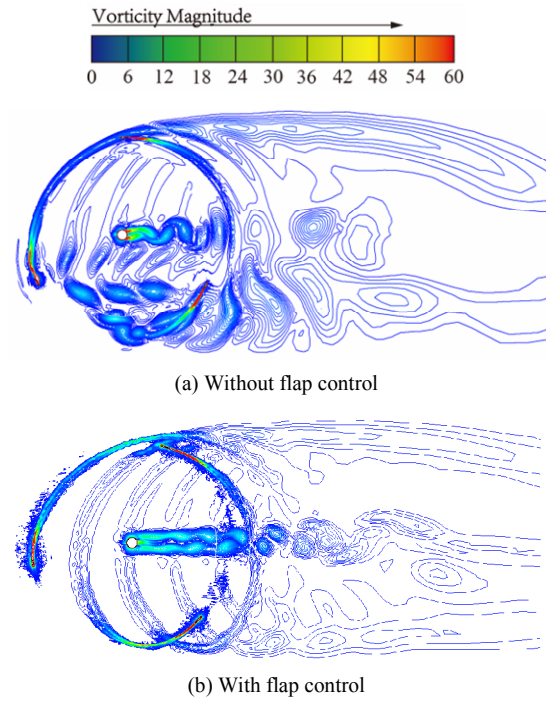 Vorticity Magnitude
0 6 12 18 24 30 36 42 48 54 60
(a) Without flap control
(b) With flap control